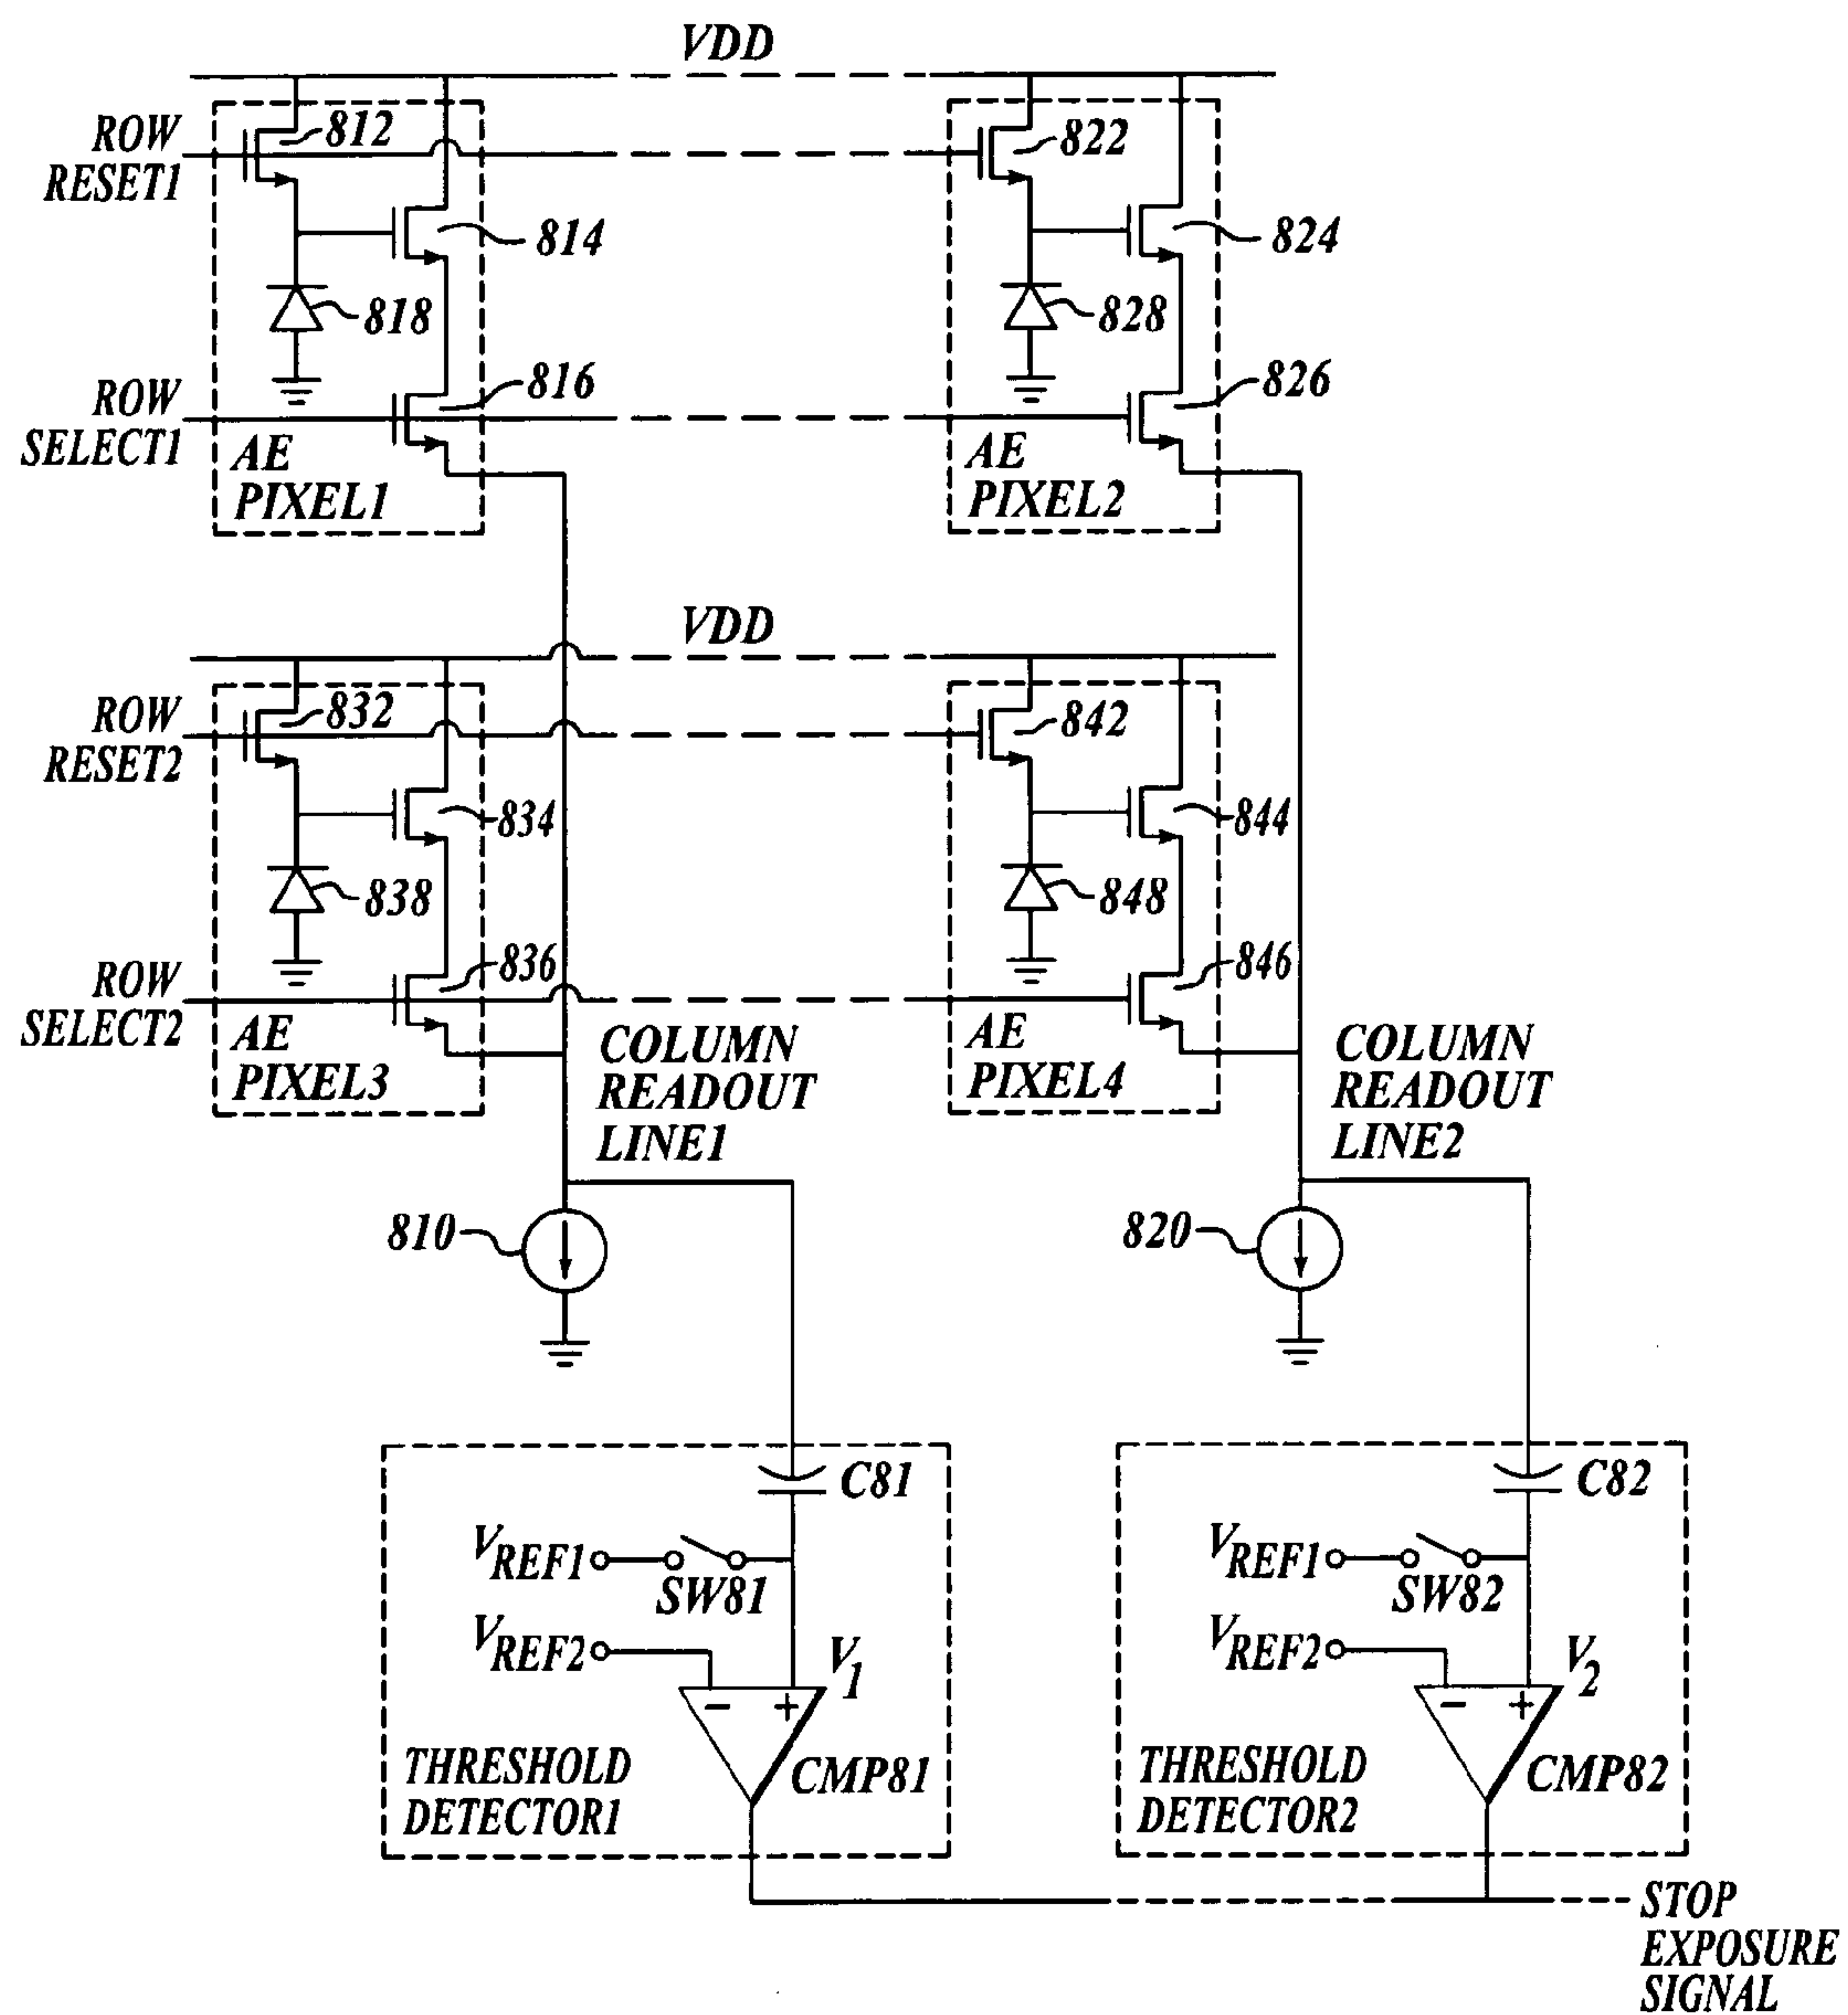 VDD
ROW
RESET1
812
822
814
824
818
828
ROW
SELECT1
816
826
AE
PIXEL1
AE
PIXEL2
VDD
ROW
RESET2
832
842
834
844
838
848
ROW
SELECT2
836
846
AE
PIXEL3
AE
PIXEL4
COLUMN
READOUT
LINE1
COLUMN
READOUT
LINE2
810
820
C81
C82
VREF1
SW81
VREF1
SW82
VREF2
V1
VREF2
V2
- +
- +
THRESHOLD
DETECTOR1
CMP81
THRESHOLD
DETECTOR2
CMP82
STOP
EXPOSURE
SIGNAL